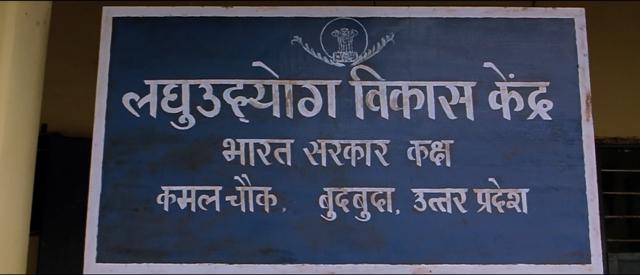 लघुउद्य्योग विकास केंद्र
भारत सरकार कक्ष
कमल चौक, बुदबुदा, उत्तर प्रदेश